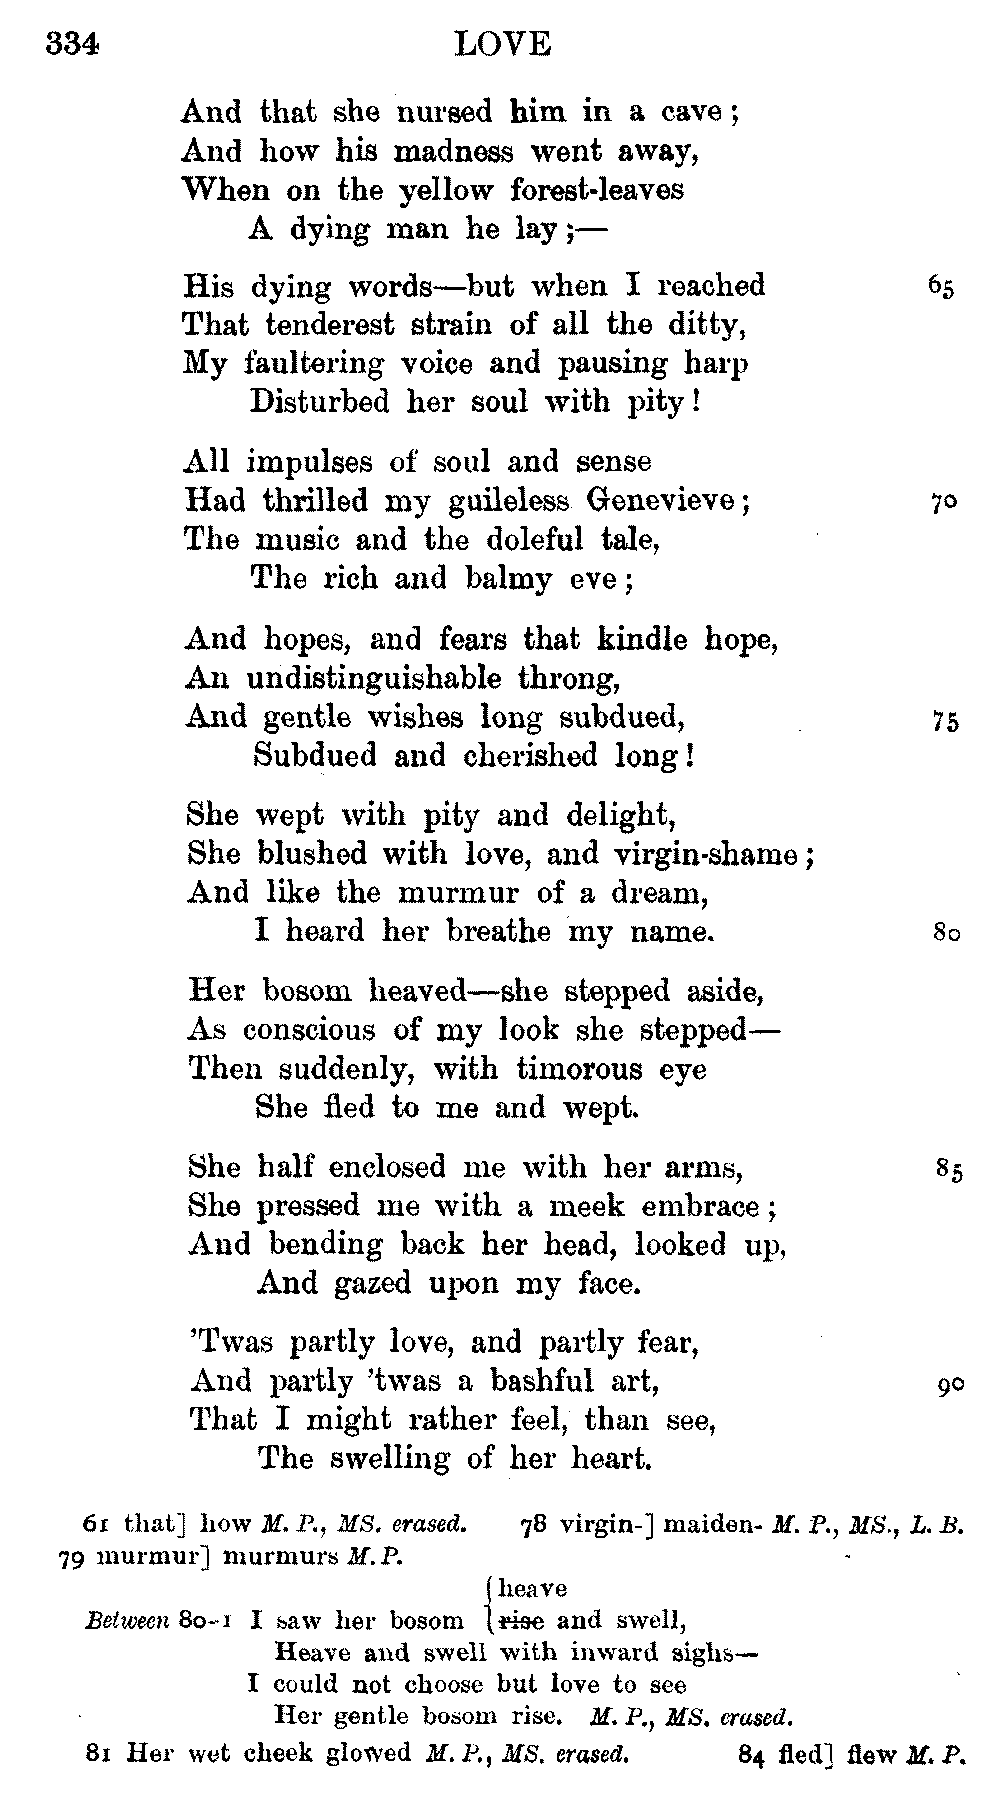 334 LOVE
And that she nursed him in a cave;
And how his madness went away,
When on the yellow forest-leaves
A dying man he lay;—
His dying words—but when I reached 65
That tenderest strain of all the ditty,
My faultering voice and pausing harp
Disturbed her soul with pity!
All impulses of soul and sense
Had thrilled my guileless Genevieve; 70
The music and the doleful tale,
The rich and balmy eve;
And hopes, and fears that kindle hope,
An undistinguishable throng,
And gentle wishes long subdued, 75
Subdued and cherished long!
She wept with pity and delight,
She blushed with love, and virgin-shame;
And like the murmur of a dream,
I heard her breathe my name. 80
Her bosom heaved—she stepped aside,
As conscious of my look she stepped—
Then suddenly, with timorous eye
She fled to me and wept.
She half enclosed me with her arms, 85
She pressed me with a meek embrace;
And bending back her head, looked up,
And gazed upon my face.
'Twas partly love, and partly fear,
And partly 'twas a bashful art, 90
That I might rather feel, than see,
The swelling of her heart.
61 that] how M. P., MS. erased. 78 virgin-] maiden- M. P., MS., L. B.
79 murmur] murmurs M. P.
{heave
Between 80-1 I saw her bosom {rise and swell,
Heave and swell with inward sighs—
I could not choose but love to see
Her gentle bosom rise. M. P., MS. erased.
81 Her wet cheek glowed M. P., MS. erased. 84 fled] flew M. P.